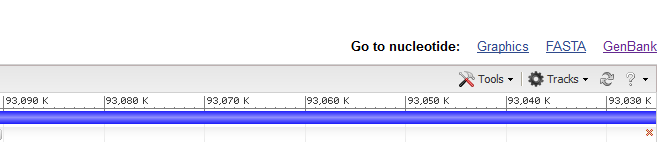 Go to nucleotide: Graphics FASTA GenBank
Tools Tracks ?
93,090 K 93,080 K 93,070 K 93,060 K 93,050 K 93,040 K 93,030 K